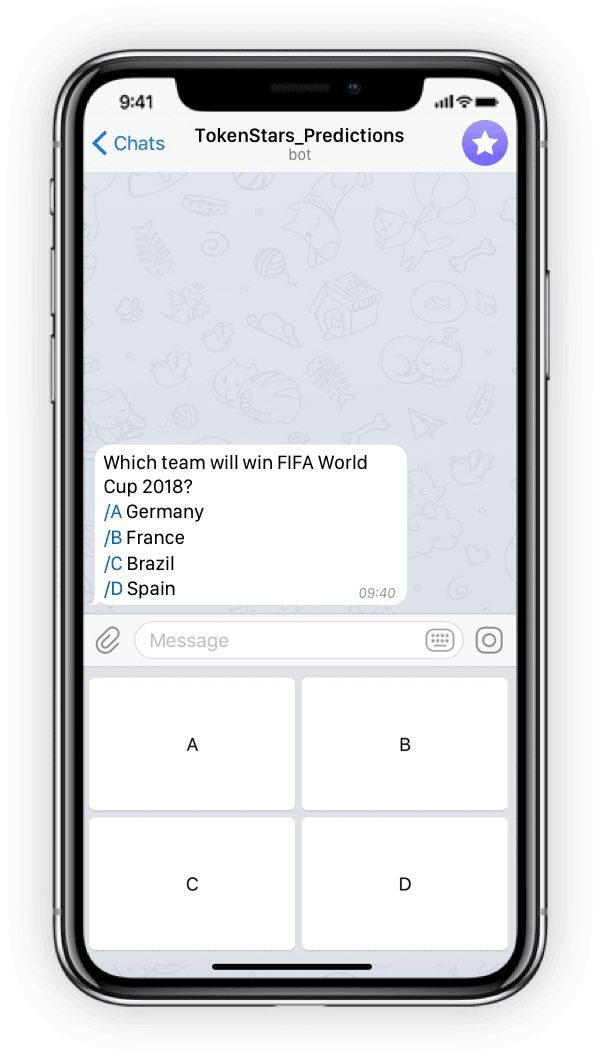 9:41
Chats
TokenStars_Predictions
bot
Which team will win FIFA World
Cup 2018?
/A Germany
/B France
/C Brazil
/D Spain
09:40
Message
A
B
C
D